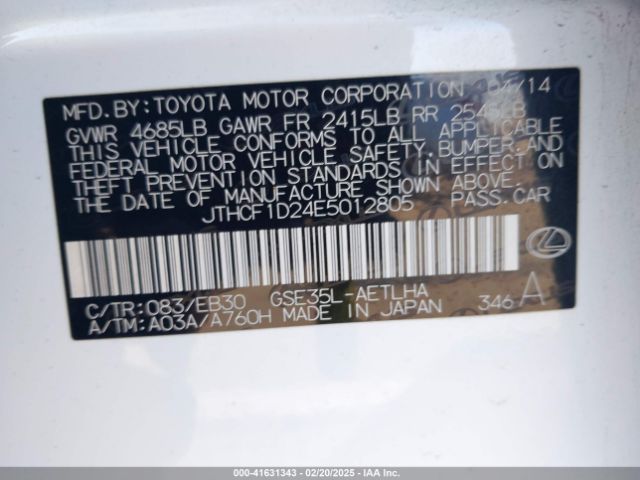 MFD. BY: TOYOTA MOTOR CORPORATION 04/14
GVWR 4685LB GAWR FR 2415LB RR 2545LB
THIS VEHICLE CONFORMS TO ALL APPLICABLE
FEDERAL MOTOR VEHICLE SAFETY, BUMPER, AND
THEFT PREVENTION STANDARDS IN EFFECT ON
THE DATE OF MANUFACTURE SHOWN ABOVE.
JTHCF1D24E5012805 PASS. CAR
C/TR: 083/EB30 GSE35L-AETLHA
A/TM: A03A/A760H MADE IN JAPAN 346 A
000-41631343 | 02/20/2025 | IAA Inc.